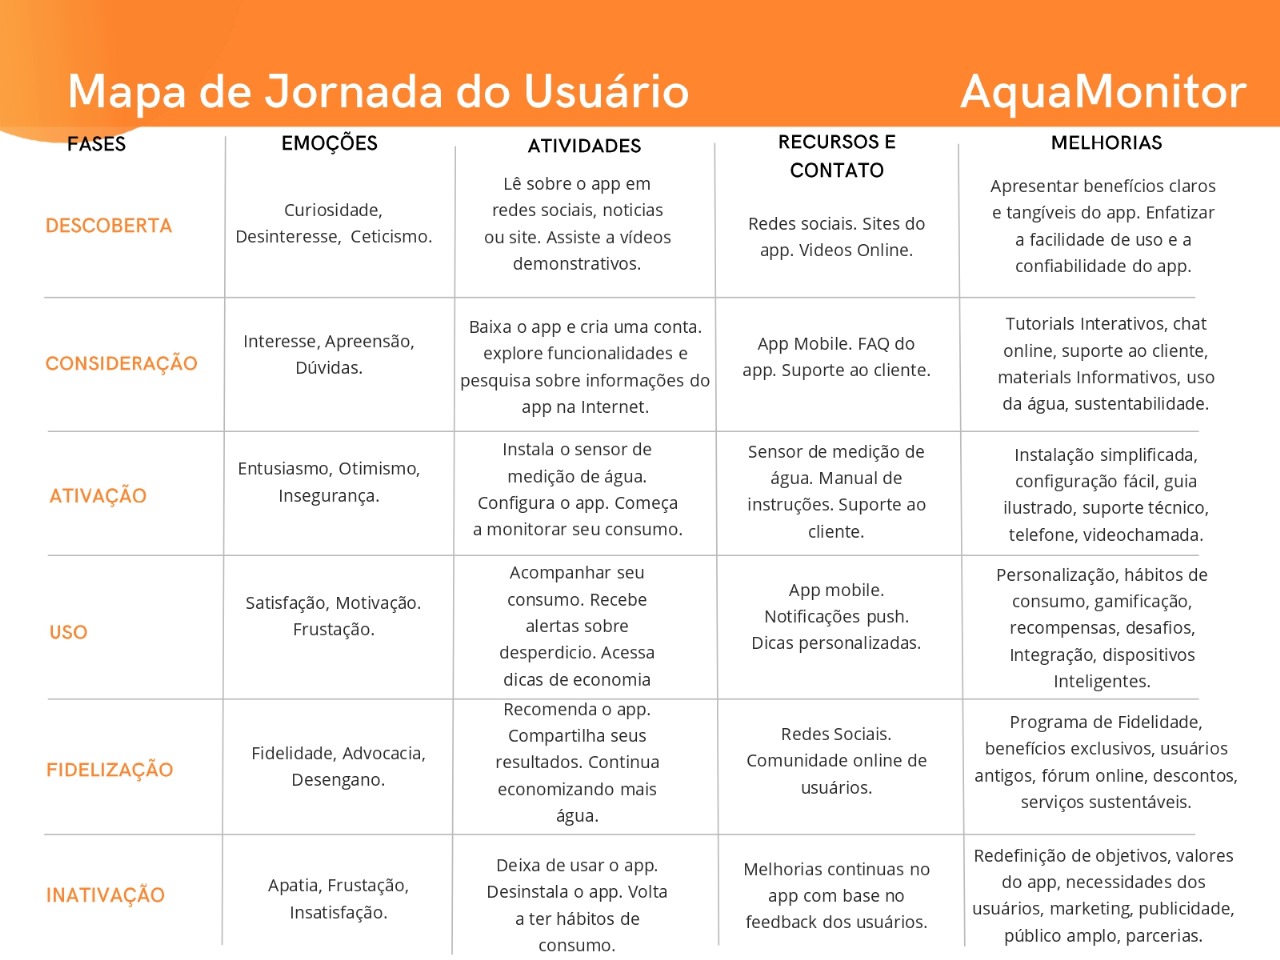 Mapa de Jornada do Usuário
AquaMonitor
FASES
EMOÇÕES
ATIVIDADES
RECURSOS E
CONTATO
MELHORIAS
DESCOBERTA
Curiosidade,
Desinteresse, Ceticismo.
Lê sobre o app em
redes sociais, noticias
ou site. Assiste a vídeos
demonstrativos.
Redes sociais. Sites do
app. Videos Online.
Apresentar benefícios claros
e tangíveis do app. Enfatizar
a facilidade de uso e a
confiabilidade do app.
CONSIDERAÇÃO
Interesse, Apreensão,
Dúvidas.
Baixa o app e cria uma conta.
explore funcionalidades e
pesquisa sobre informações do
app na Internet.
App Mobile. FAQ do
app. Suporte ao cliente.
Tutorials Interativos, chat
online, suporte ao cliente,
materials Informativos, uso
da água, sustentabilidade.
ATIVAÇÃO
Entusiasmo, Otimismo,
Insegurança.
Instala o sensor de
medição de água.
Configura o app. Começa
a monitorar seu consumo.
Sensor de medição de
água. Manual de
instruções. Suporte ao
cliente.
Instalação simplificada,
configuração fácil, guia
ilustrado, suporte técnico,
telefone, videochamada.
USO
Satisfação, Motivação.
Frustação.
Acompanhar seu
consumo. Recebe
alertas sobre
desperdicio. Acessa
dicas de economia
App mobile.
Notificações push.
Dicas personalizadas.
Personalização, hábitos de
consumo, gamificação,
recompensas, desafios,
Integração, dispositivos
Inteligentes.
FIDELIZAÇÃO
Fidelidade, Advocacia,
Desengano.
Recomenda o app.
Compartilha seus
resultados. Continua
economizando mais
água.
Redes Sociais.
Comunidade online de
usuários.
Programa de Fidelidade,
benefícios exclusivos, usuários
antigos, fórum online, descontos,
serviços sustentáveis.
INATIVAÇÃO
Apatia, Frustação,
Insatisfação.
Deixa de usar o app.
Desinstala o app. Volta
a ter hábitos de
consumo.
Melhorias continuas no
app com base no
feedback dos usuários.
Redefinição de objetivos, valores
do app, necessidades dos
usuários, marketing, publicidade,
público amplo, parcerias.